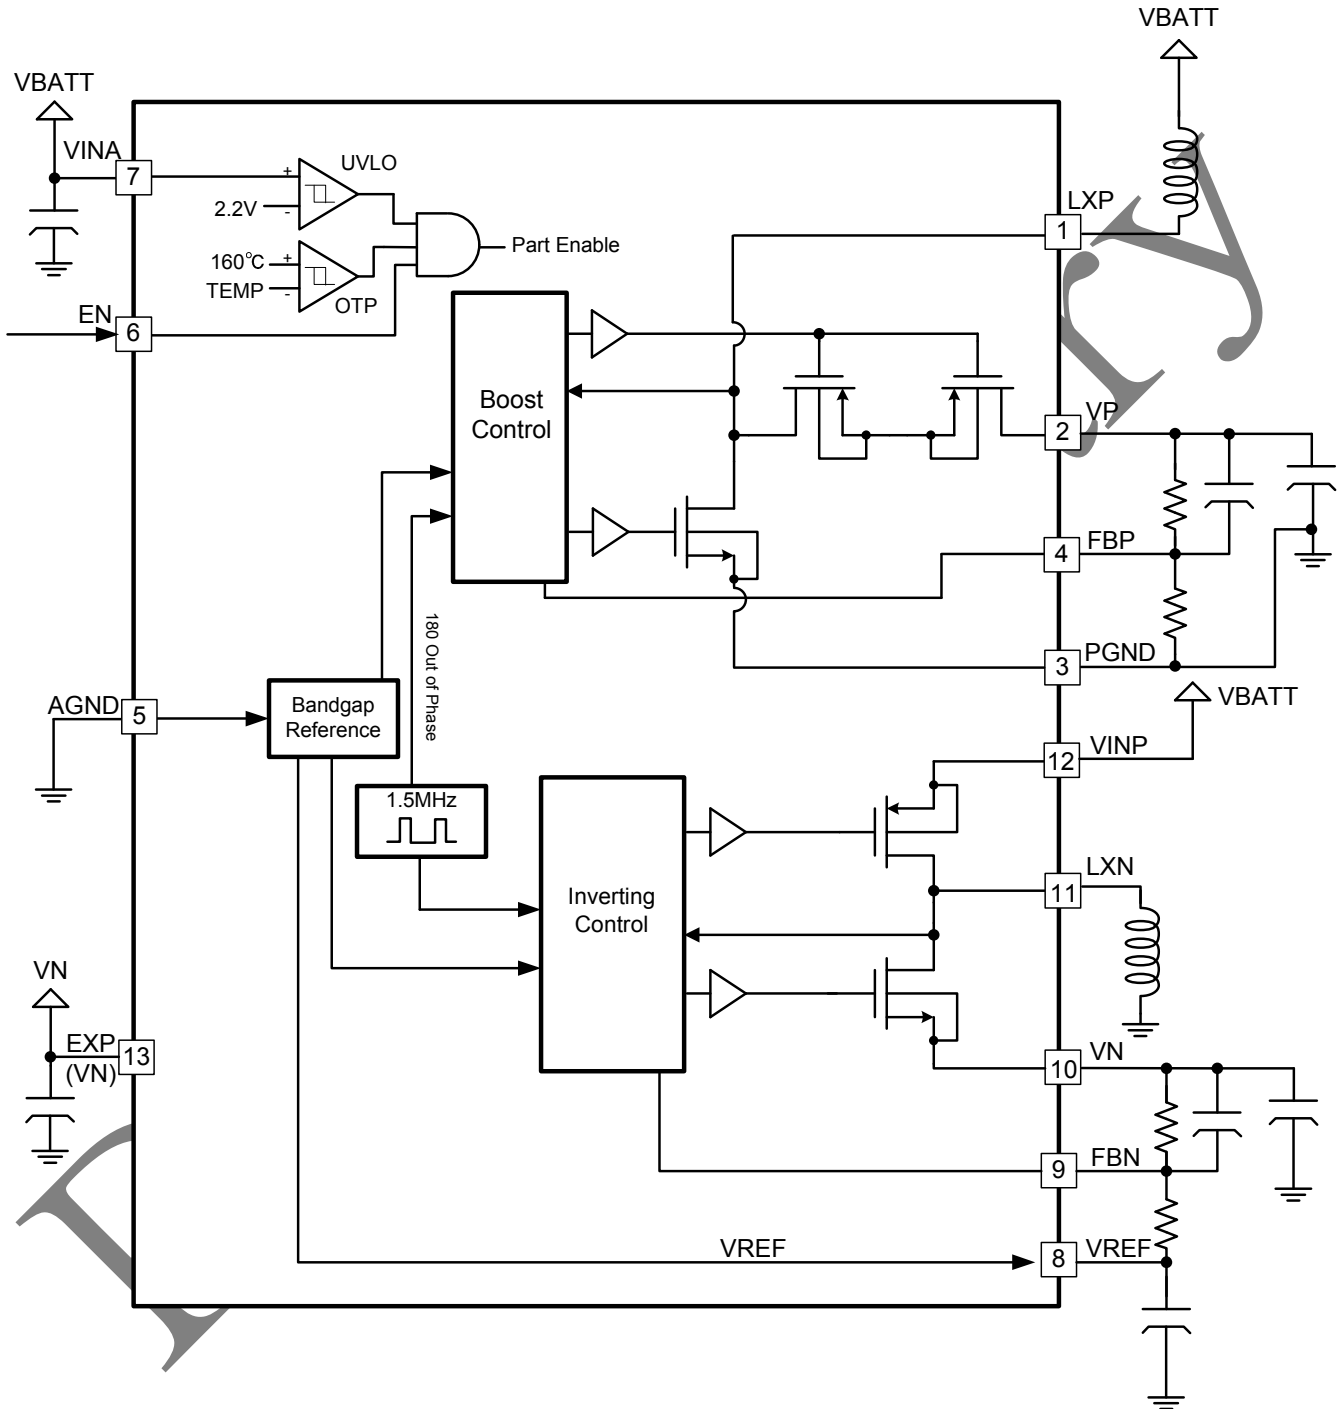 VBATT
VBATT
VINA
7
UVLO
+
2.2V
-
LXP
1
Part Enable
160°C
+
TEMP
-
OTP
EN
6
Boost
Control
VP
2
FBP
4
180 Out of Phase
PGND
3
AGND
5
Bandgap
Reference
VBATT
VINP
12
1.5MHz
LXN
11
Inverting
Control
VN
EXP
(VN)
13
VN
10
FBN
9
VREF
VREF
8